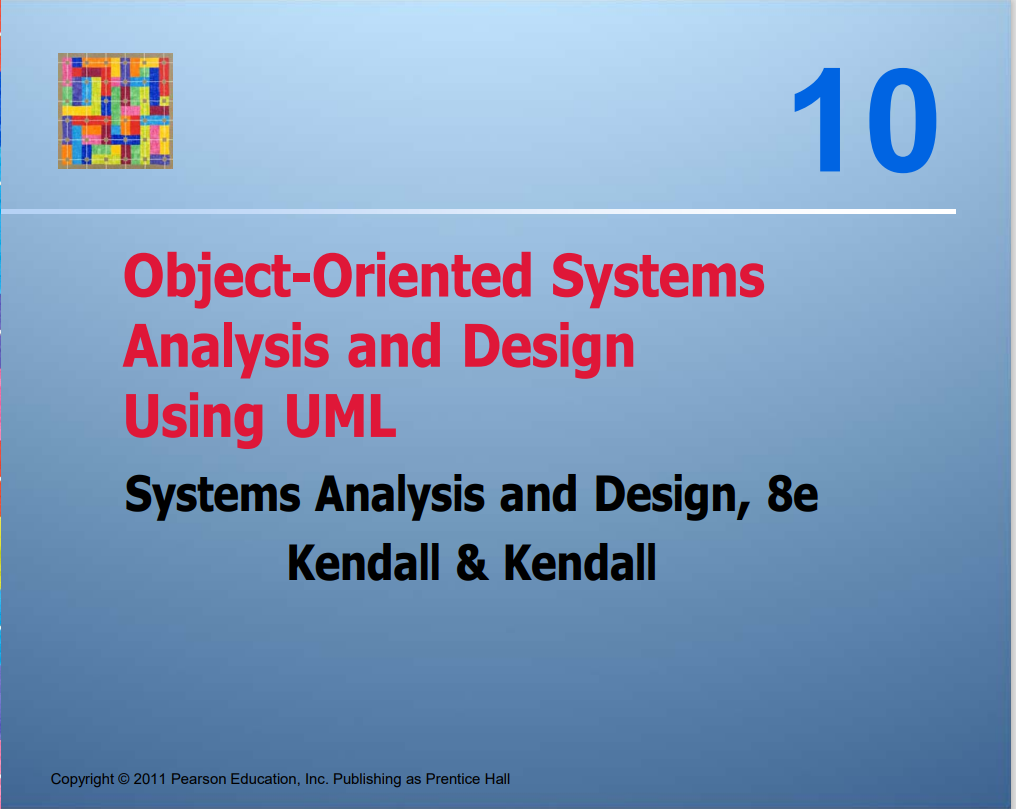 10
Object-Oriented Systems
Analysis and Design
Using UML
Systems Analysis and Design, 8e
Kendall & Kendall
Copyright © 2011 Pearson Education, Inc. Publishing as Prentice Hall